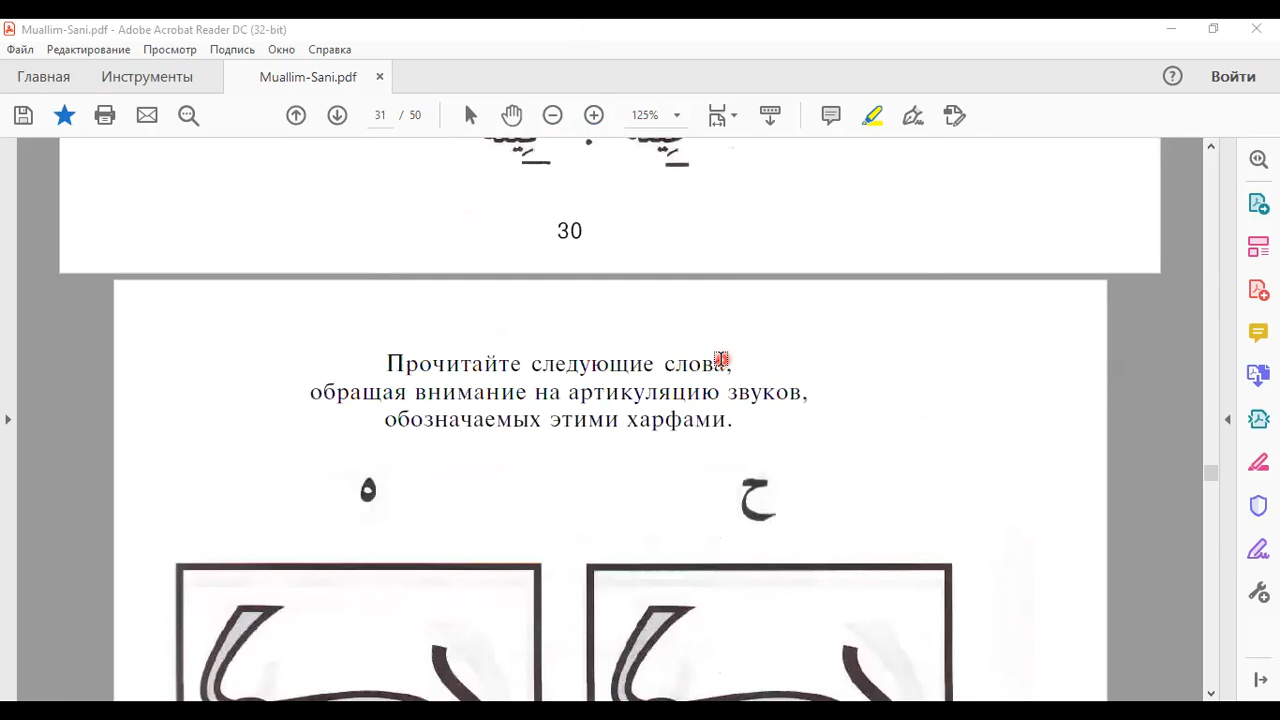 Muallim-Sani.pdf - Adobe Acrobat Reader DC (32-bit)
Файл Редактирование Просмотр Подпись Окно Справка
Главная Инструменты Muallim-Sani.pdf × Войти
31 / 50 125%
30
Прочитайте следующие слова,
обращая внимание на артикуляцию звуков,
обозначаемых этими харфами.
ح ه